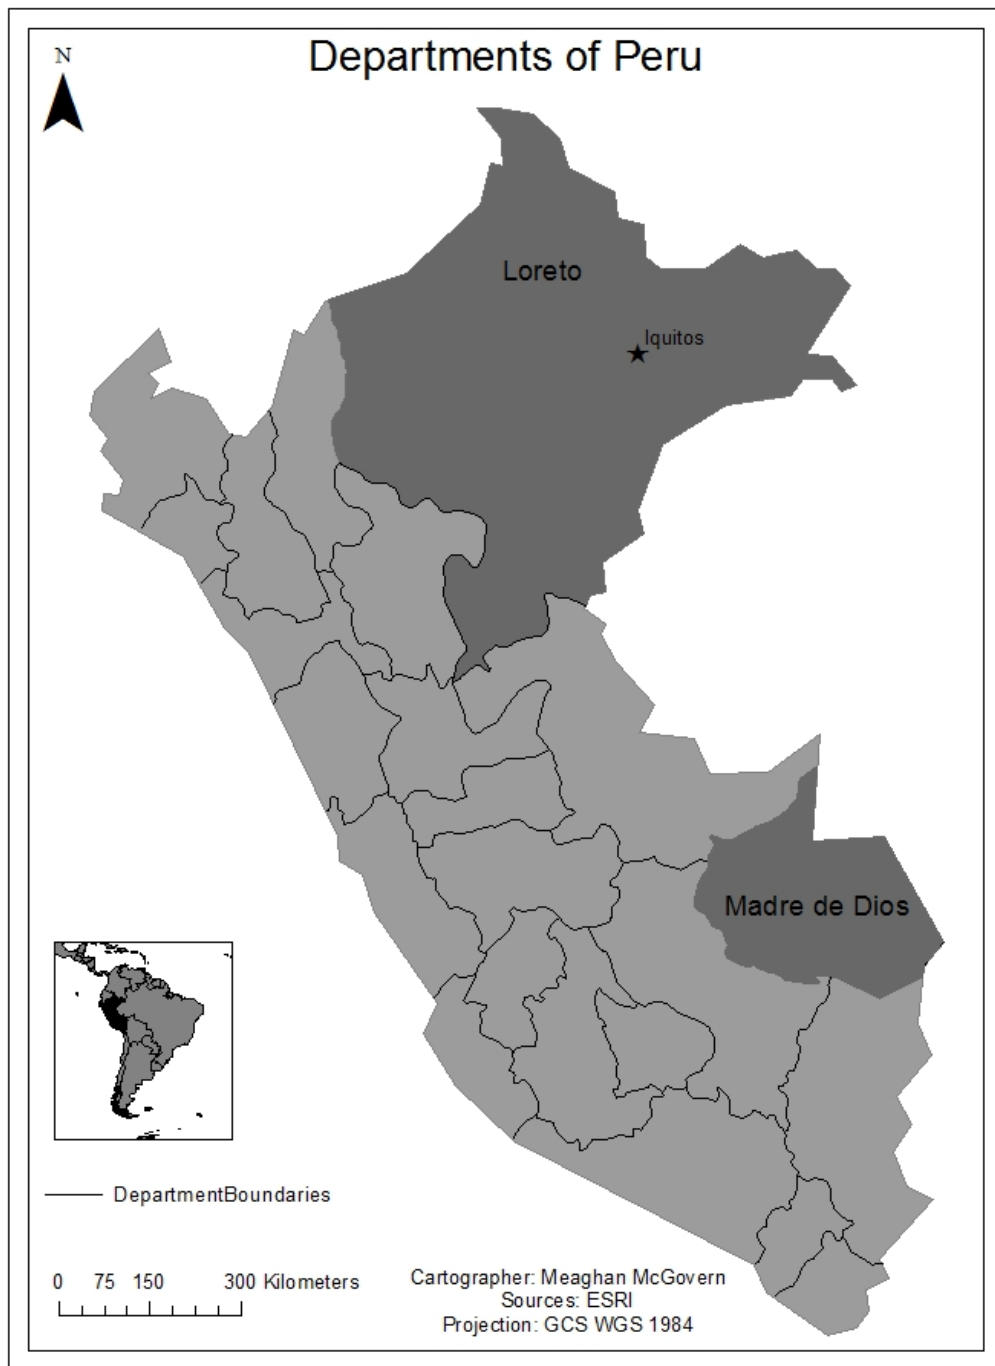 Departments of Peru
N
Loreto
Iquitos
Madre de Dios
DepartmentBoundaries
0 75 150 300 Kilometers
Cartographer: Meaghan McGovern
Sources: ESRI
Projection: GCS WGS 1984